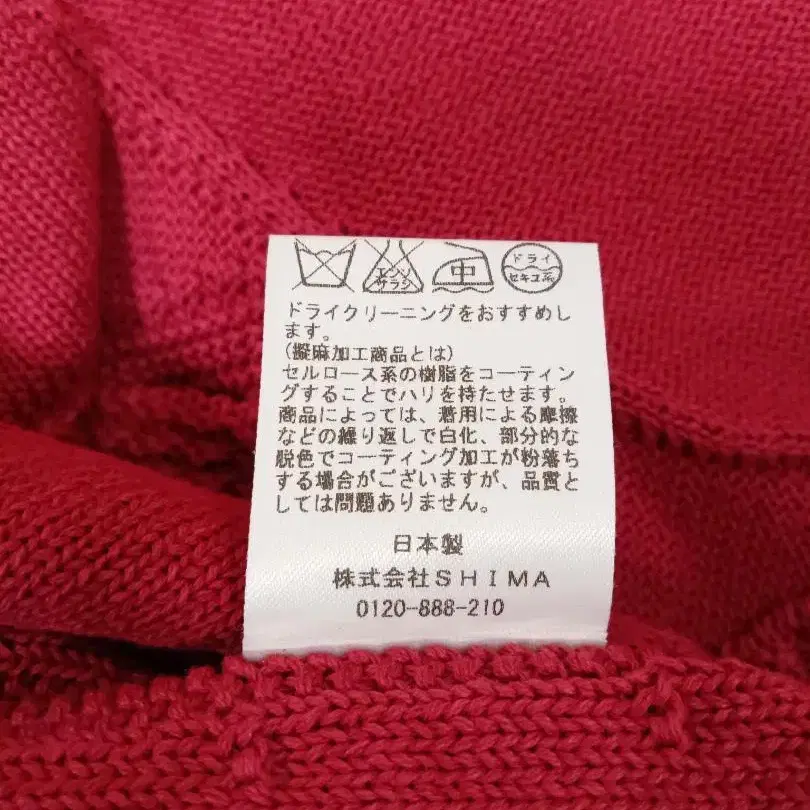 エンソ
サラシ
中
ドライ
セキユ系
ドライクリーニングをおすすめし
ます。
(擬麻加工商品とは)
セルロース系の樹脂をコーティン
グすることでハリを持たせます。
商品によっては、着用による摩擦
などの繰り返しで白化、部分的な
脱色でコーティング加工が粉落ち
する場合がございますが、品質と
しては問題ありません。
日本製
株式会社SHIMA
0120-888-210